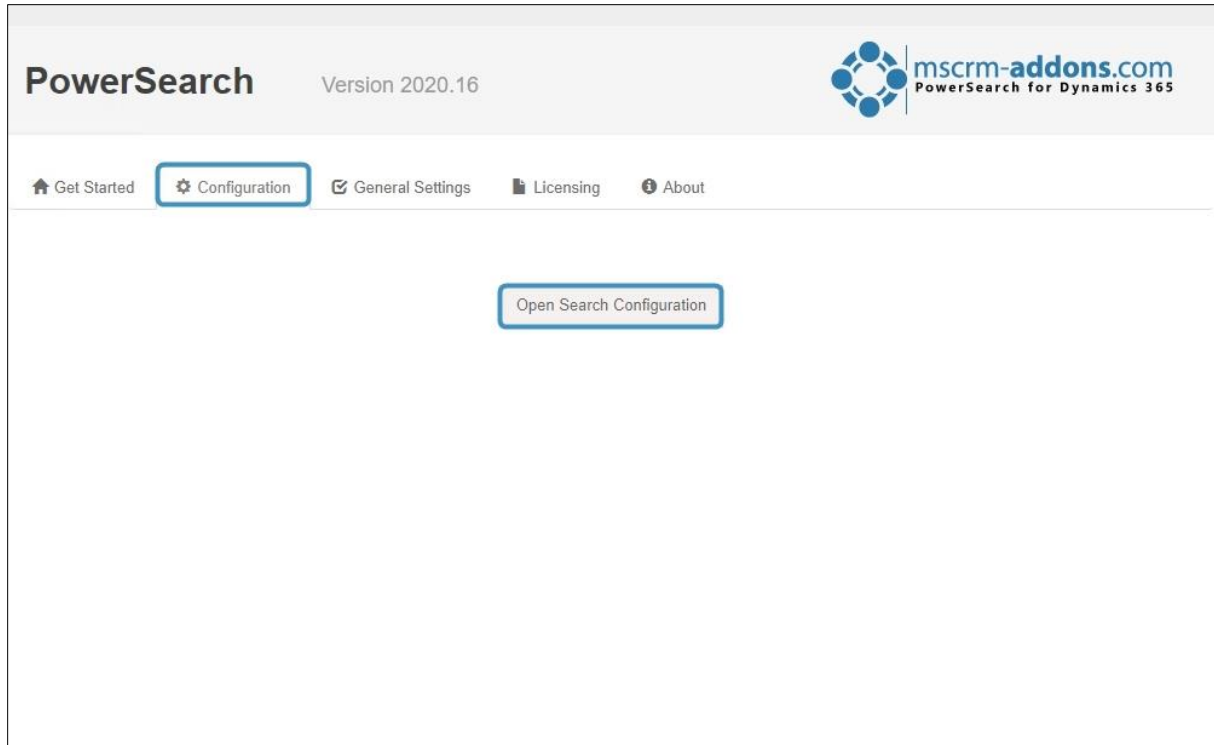 PowerSearch Version 2020.16
mscrm-addons.com
PowerSearch for Dynamics 365
Get Started Configuration General Settings Licensing About
Open Search Configuration